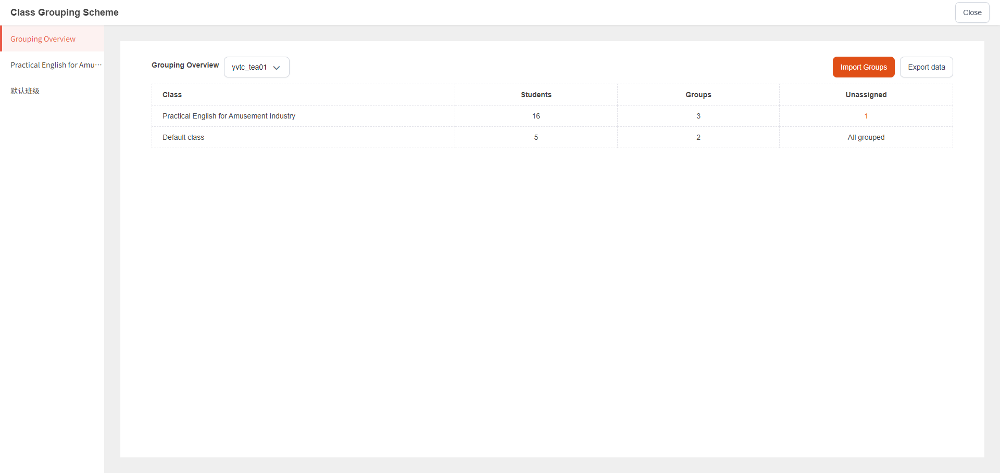 Class Grouping Scheme
Close
Grouping Overview
Practical English for Amu···
默认班级
Grouping Overview
yvtc_tea01
Import Groups
Export data
Class Students Groups Unassigned
Practical English for Amusement Industry 16 3 1
Default class 5 2 All grouped